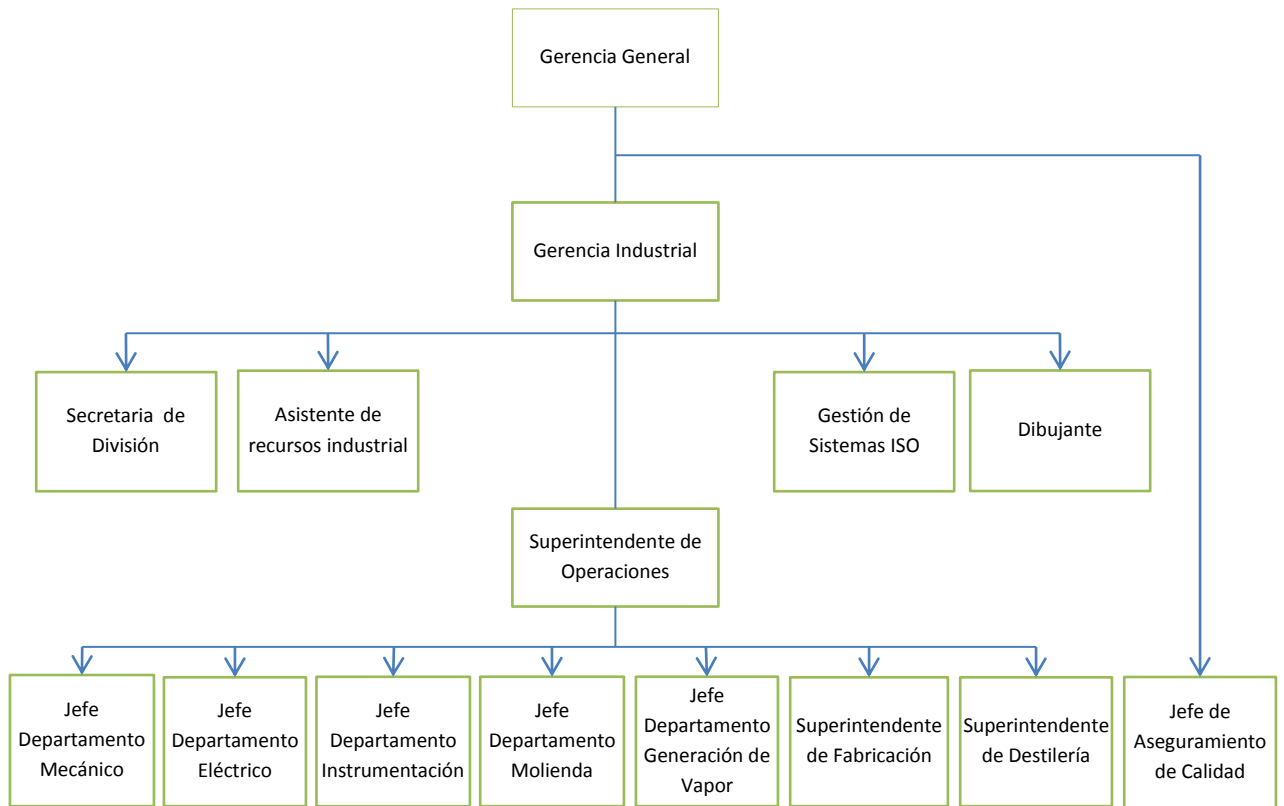 Gerencia General
Gerencia Industrial
Secretaria de
División
Asistente de
recursos industrial
Gestión de
Sistemas ISO
Dibujante
Superintendente de
Operaciones
Jefe
Departamento
Mecánico
Jefe
Departamento
Eléctrico
Jefe
Departamento
Instrumentación
Jefe
Departamento
Molienda
Jefe
Departamento
Generación de
Vapor
Superintendente
de Fabricación
Superintendente
de Destilería
Jefe de
Aseguramiento
de Calidad